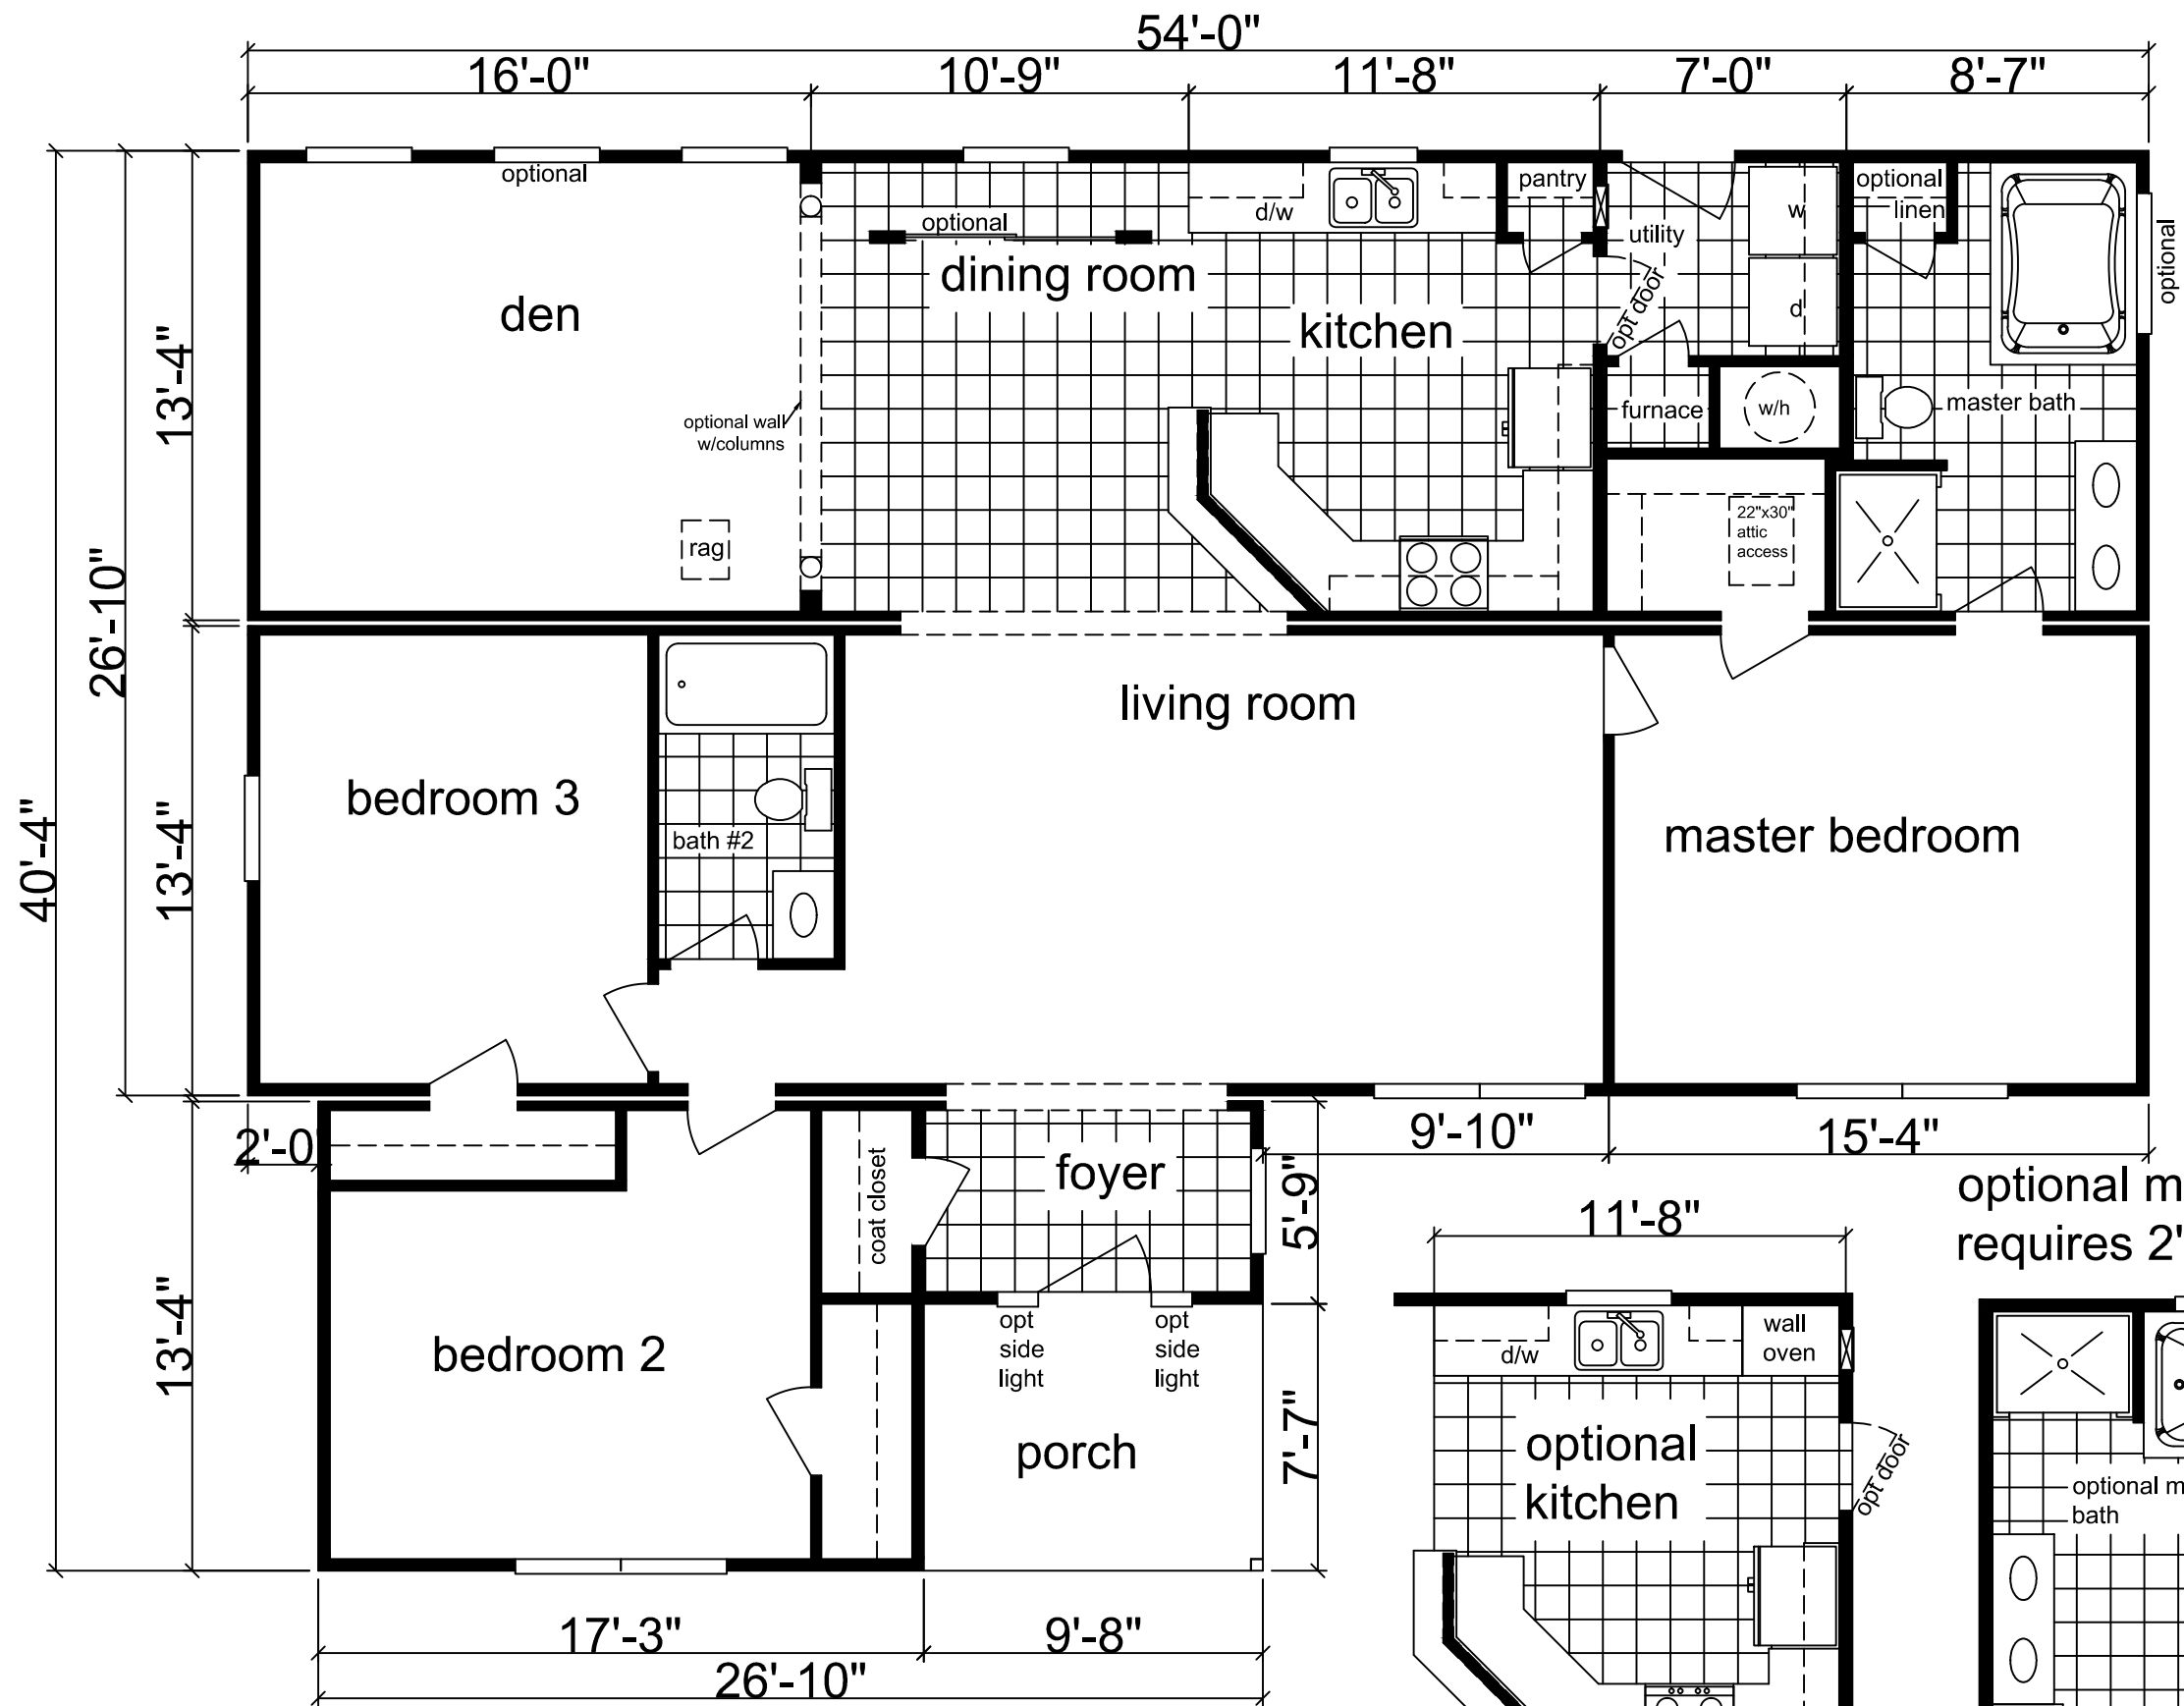 54'-0"
16'-0"
10'-9"
11'-8"
7'-0"
8'-7"
optional
pantry
optional
linen
d/w
w
utility
optional
optional
dining room
den
kitchen
opt door
d
13'-4"
furnace
w/h
master bath
optional wall
w/columns
22"x30"
attic
access
rag
26'-10"
living room
bedroom 3
bath #2
master bedroom
13'-4"
40'-4"
9'-10"
15'-4"
2'-0
coat closet
foyer
5'-9"
optional m
requires 2'
11'-8"
opt
side
light
opt
side
light
wall
oven
d/w
13'-4"
bedroom 2
porch
7'-7"
optional
kitchen
opt door
optional m
bath
17'-3"
9'-8"
26'-10"